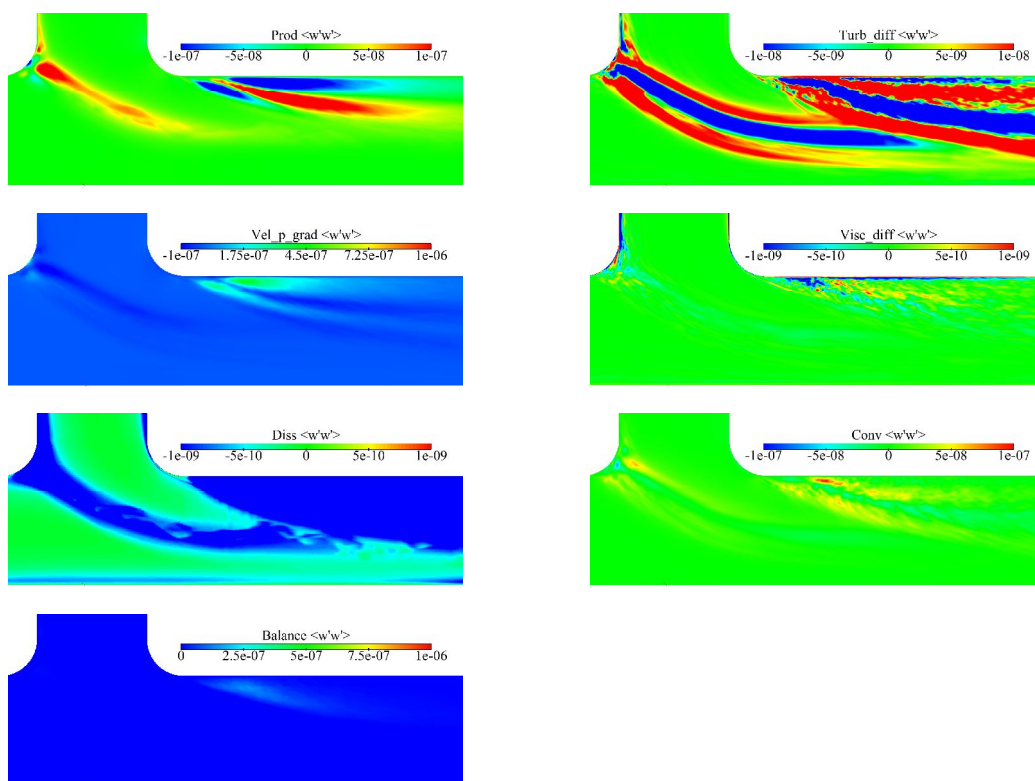 Prod <w'w'>
-1e-07 -5e-08 0 5e-08 1e-07
Turb_diff <w'w'>
-1e-08 -5e-09 0 5e-09 1e-08
Vel_p_grad <w'w'>
-1e-07 1.75e-07 4.5e-07 7.25e-07 1e-06
Visc_diff <w'w'>
-1e-09 -5e-10 0 5e-10 1e-09
Diss <w'w'>
-1e-09 -5e-10 0 5e-10 1e-09
Conv <w'w'>
-1e-07 -5e-08 0 5e-08 1e-07
Balance <w'w'>
0 2.5e-07 5e-07 7.5e-07 1e-06